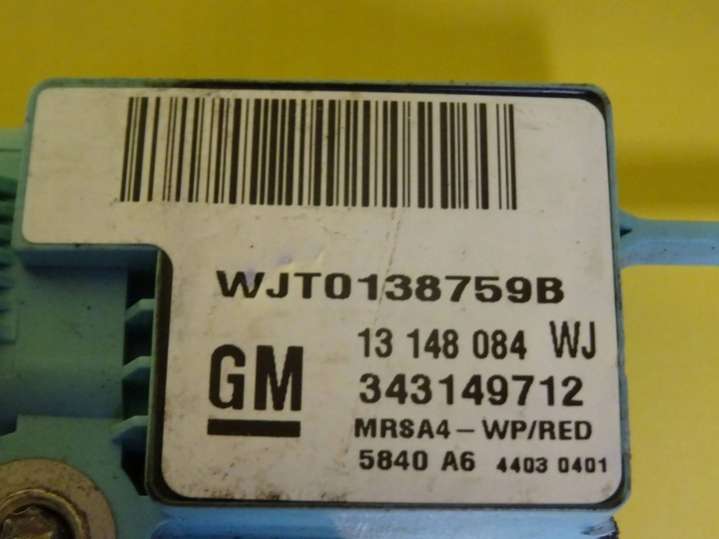 WJT0138759B
13 148 084 WJ
GM
343149712
MRSA4-WP/RED
5840 A6 4403 0401